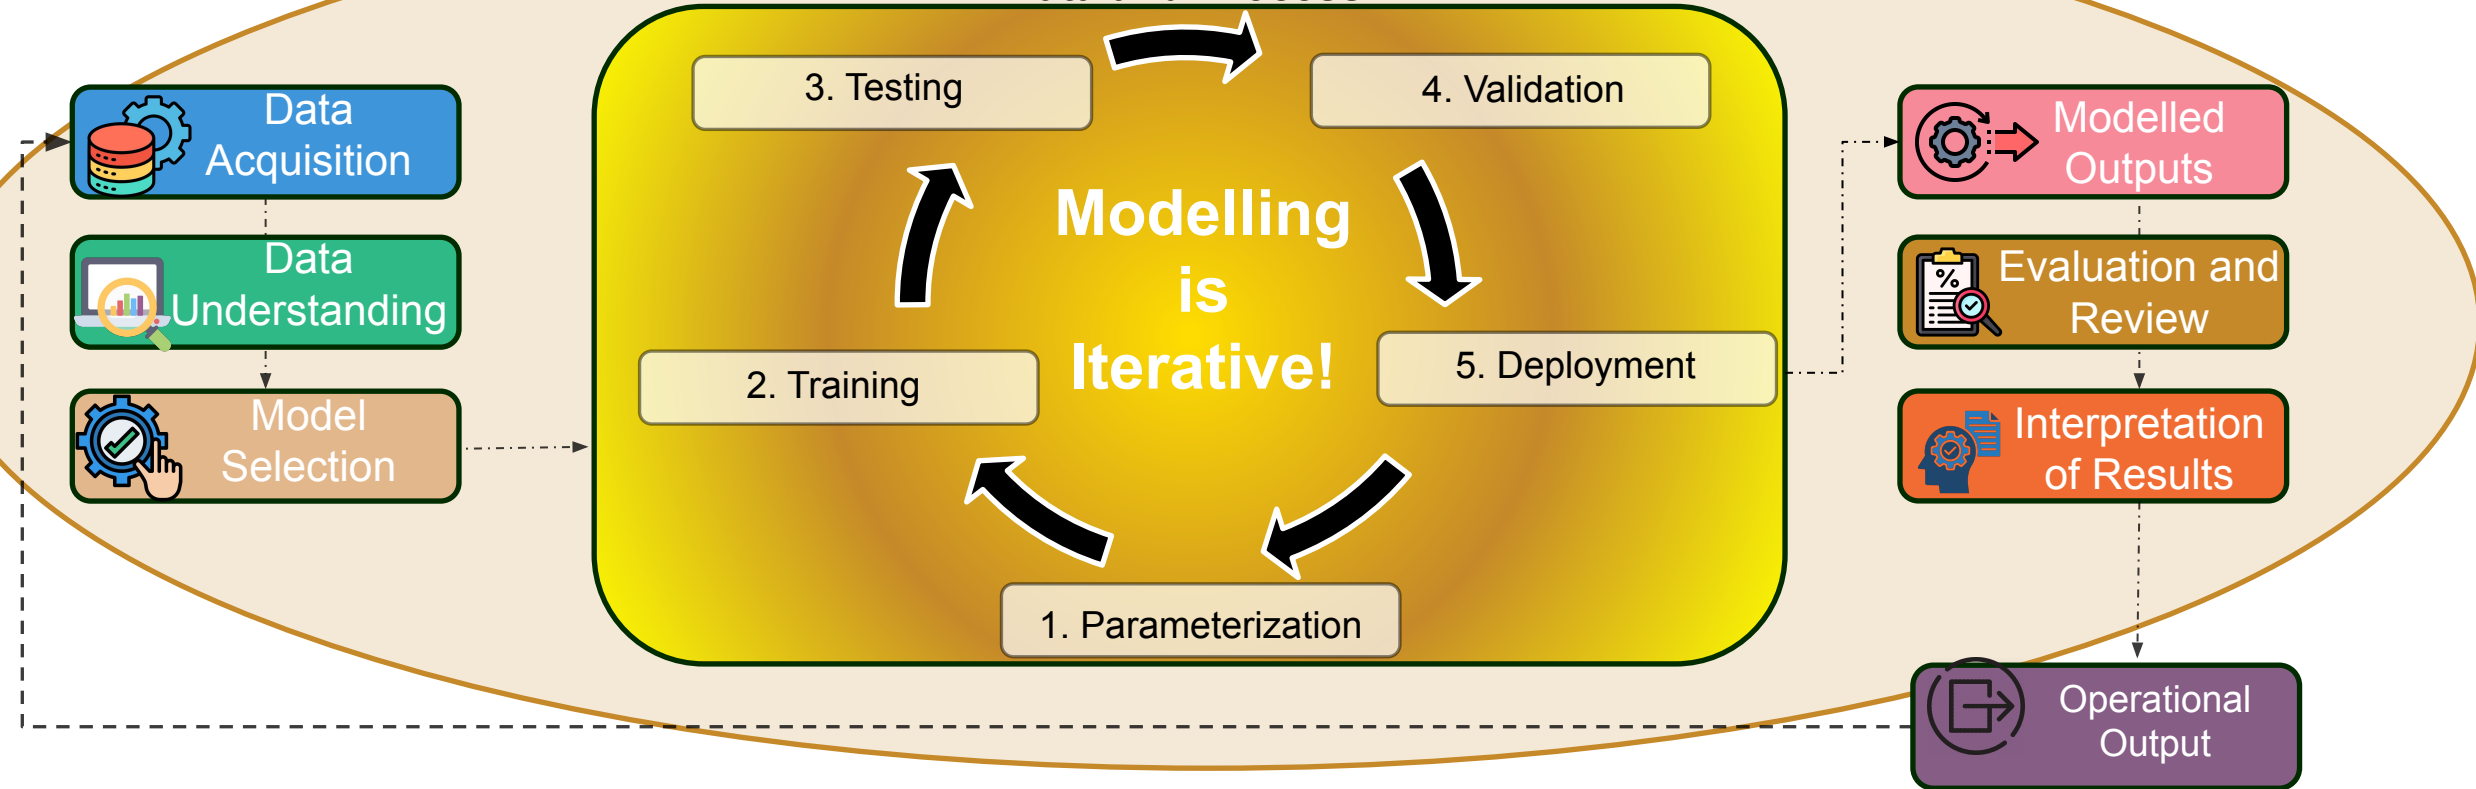 Data
Acquisition
Data
Understanding
Model
Selection
3. Testing
4. Validation
Modelling
is
Iterative!
2. Training
5. Deployment
1. Parameterization
Modelled
Outputs
%
Evaluation and
Review
Interpretation
of Results
Operational
Output